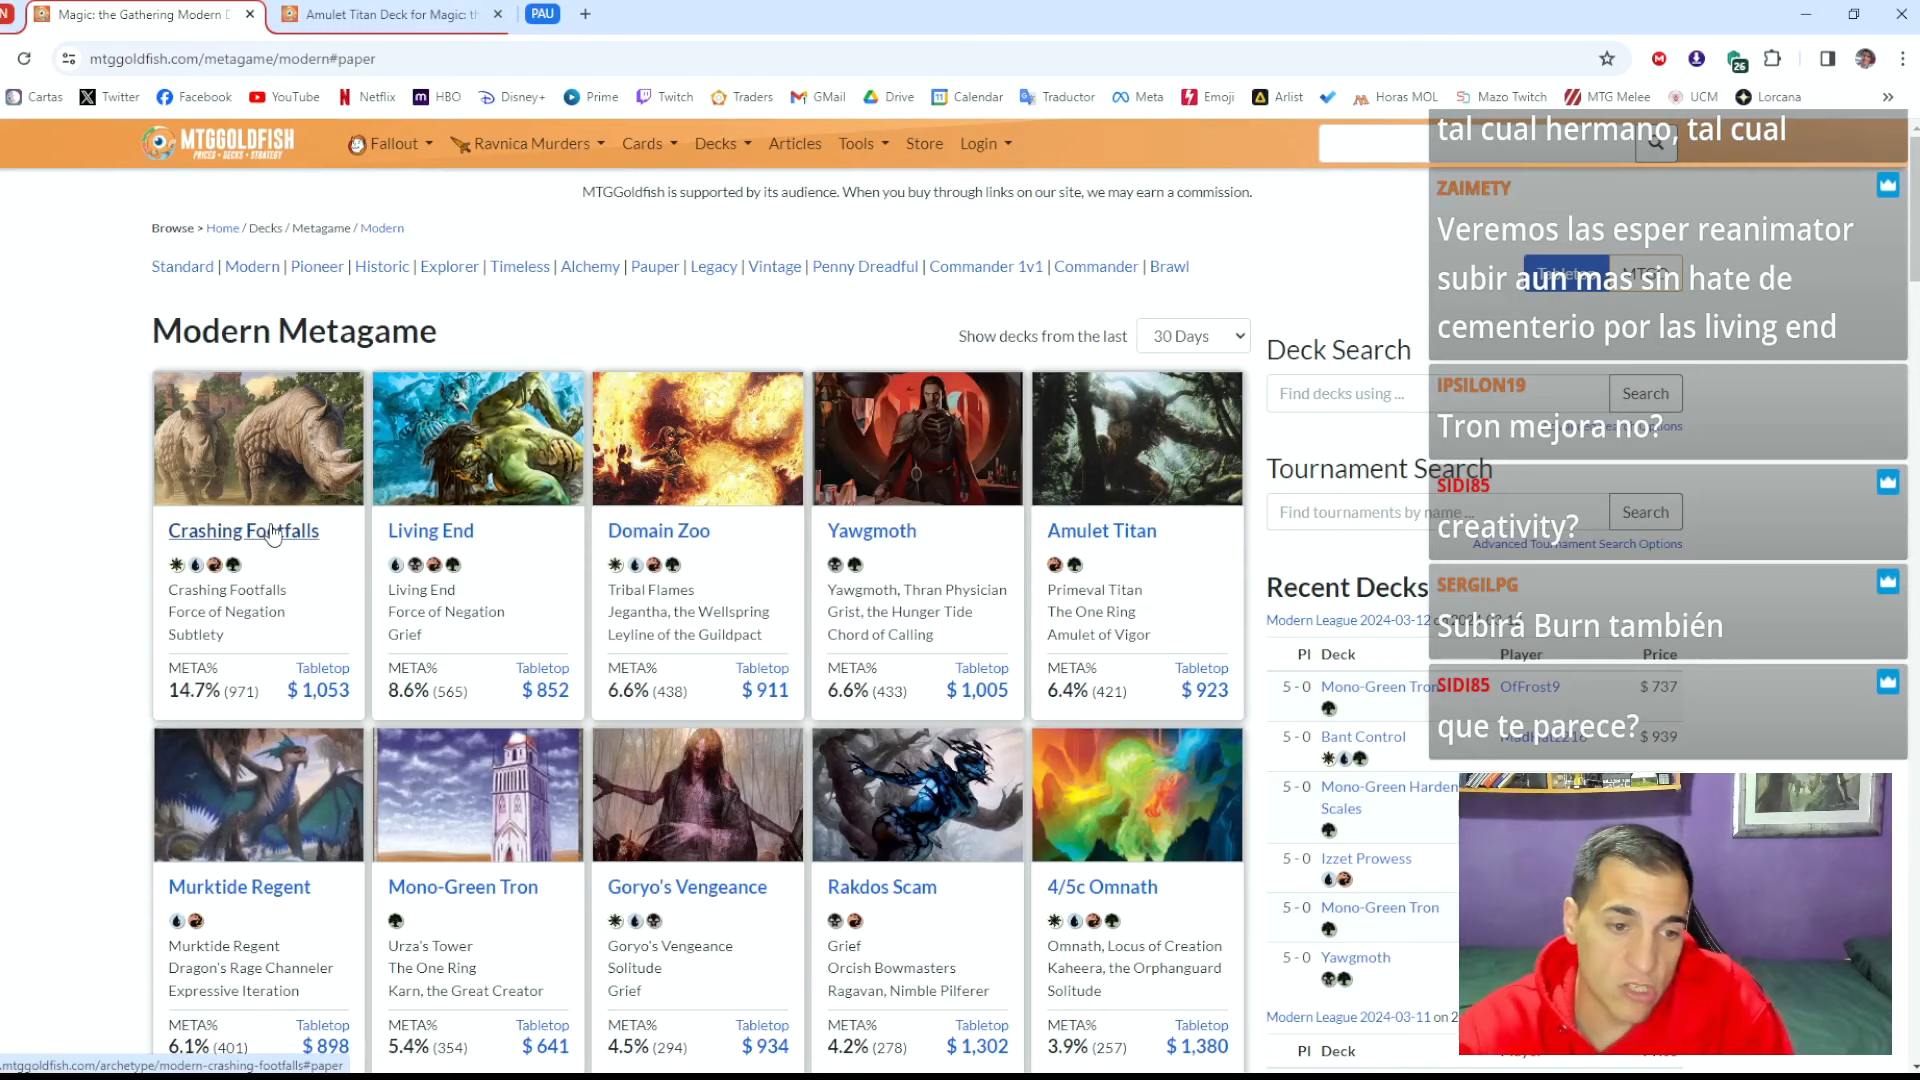 N
Magic: the Gathering Modern D
Amulet Titan Deck for Magic: th
PAU
mtggoldfish.com/metagame/modern#paper
26
Cartas
Twitter
Facebook
YouTube
Netflix
HBO
Disney+
Prime
Twitch
Traders
GMail
Drive
Calendar
Traductor
Meta
Emoji
Arlist
Horas MOL
Mazo Twitch
MTG Melee
UCM
Lorcana
»
MTGGOLDFISH
PRICES • DECKS • STRATEGY
Fallout
Ravnica Murders
Cards
Decks
Articles
Tools
Store
Login
MTGGoldfish is supported by its audience. When you buy through links on our site, we may earn a commission.
Browse > Home / Decks / Metagame / Modern
Standard | Modern | Pioneer | Historic | Explorer | Timeless | Alchemy | Pauper | Legacy | Vintage | Penny Dreadful | Commander 1v1 | Commander | Brawl
Tabletop
MTGO
Modern Metagame
Show decks from the last
30 Days
Crashing Footfalls
Crashing Footfalls
Force of Negation
Subtlety
META%
Tabletop
14.7% (971)
$ 1,053
Living End
Living End
Force of Negation
Grief
META%
Tabletop
8.6% (565)
$ 852
Domain Zoo
Tribal Flames
Jegantha, the Wellspring
Leyline of the Guildpact
META%
Tabletop
6.6% (438)
$ 911
Yawgmoth
Yawgmoth, Thran Physician
Grist, the Hunger Tide
Chord of Calling
META%
Tabletop
6.6% (433)
$ 1,005
Amulet Titan
Primeval Titan
The One Ring
Amulet of Vigor
META%
Tabletop
6.4% (421)
$ 923
Murktide Regent
Murktide Regent
Dragon's Rage Channeler
Expressive Iteration
META%
Tabletop
6.1% (401)
$ 898
Mono-Green Tron
Urza's Tower
The One Ring
Karn, the Great Creator
META%
Tabletop
5.4% (354)
$ 641
Goryo's Vengeance
Goryo's Vengeance
Solitude
Grief
META%
Tabletop
4.5% (294)
$ 934
Rakdos Scam
Grief
Orcish Bowmasters
Ragavan, Nimble Pilferer
META%
Tabletop
4.2% (278)
$ 1,302
4/5c Omnath
Omnath, Locus of Creation
Kaheera, the Orphanguard
Solitude
META%
Tabletop
3.9% (257)
$ 1,380
Deck Search
Find decks using ...
Search
Tournament Search
Find tournaments by name ...
Search
Advanced Tournament Search Options
Recent Decks
Modern League 2024-03-12
Pl Deck
Player
Price
5 - 0 Mono-Green Tron
OfFrost9
$ 737
5 - 0 Bant Control
$ 939
5 - 0 Mono-Green Harden
Scales
5 - 0 Izzet Prowess
5 - 0 Mono-Green Tron
5 - 0 Yawgmoth
Modern League 2024-03-11 on 2
Pl Deck
tal cual hermano, tal cual
ZAIMETY
Veremos las esper reanimator
subir aun mas sin hate de
cementerio por las living end
IPSILON19
Tron mejora no?
SIDI85
creativity?
SERGILPG
Subirá Burn también
SIDI85
que te parece?
.mtggoldfish.com/archetype/modern-crashing-footfalls#paper